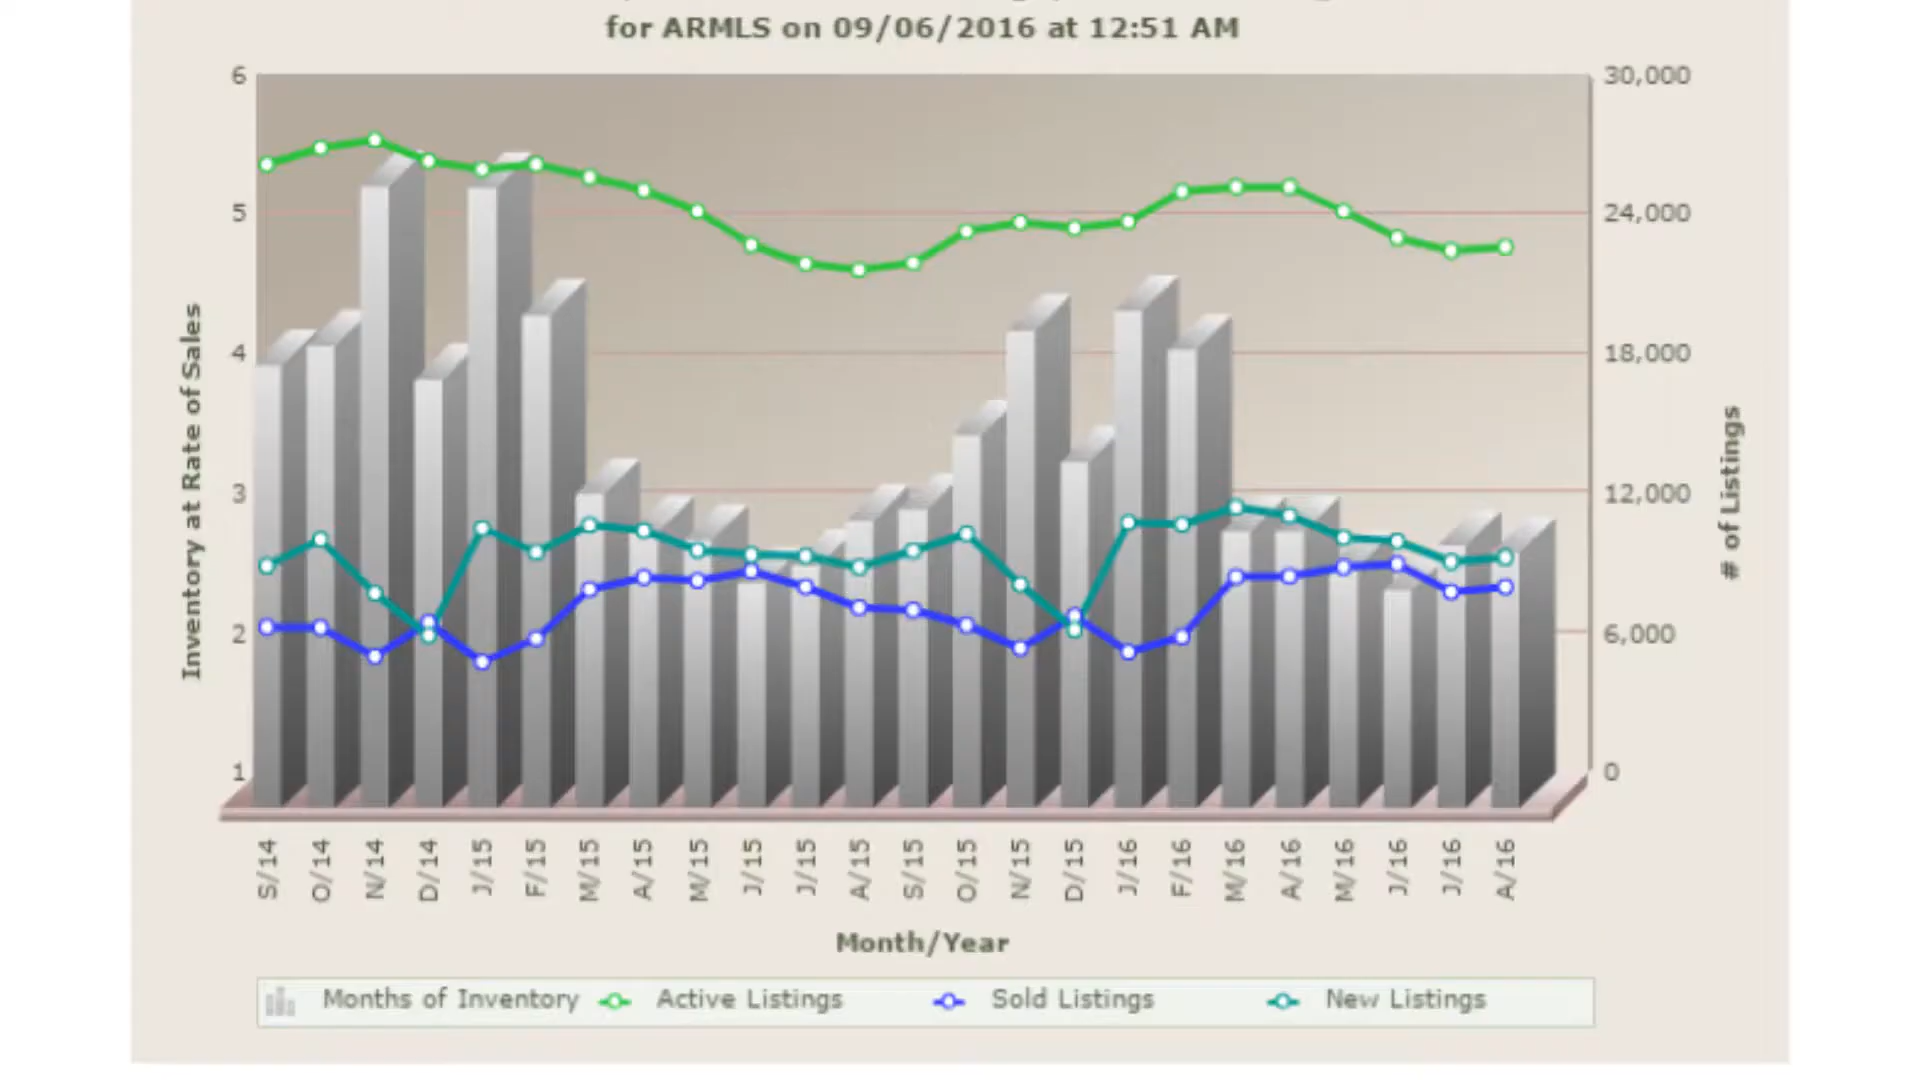 for ARMLS on 09/06/2016 at 12:51 AM
6
5
4
3
2
1
30,000
24,000
18,000
12,000
6,000
0
Inventory at Rate of Sales
# of Listings
S/14
O/14
N/14
D/14
J/15
F/15
M/15
A/15
M/15
J/15
J/15
A/15
S/15
O/15
N/15
D/15
J/16
F/16
M/16
A/16
M/16
J/16
J/16
A/16
Month/Year
Months of Inventory
Active Listings
Sold Listings
New Listings